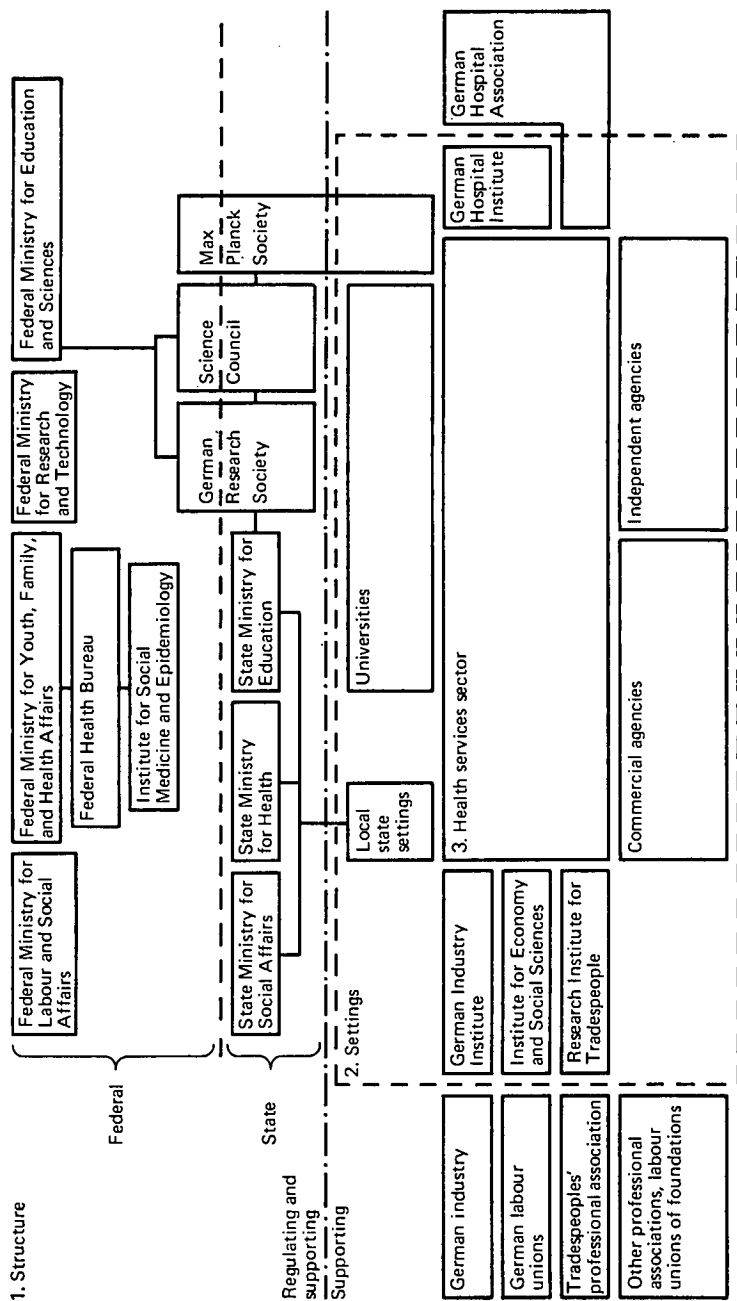 1. Structure
Federal
Federal Ministry for
Labour and Social
Affairs
Federal Ministry for Youth, Family,
and Health Affairs
Federal Health Bureau
Institute for Social
Medicine and Epidemiology
Federal Ministry
for Research
and Technology
Federal Ministry for Education
and Sciences
State
State Ministry for
Social Affairs
State Ministry
for Health
State Ministry for
Education
German
Research
Society
Science
Council
Max
Planck
Society
Regulating and
supporting
Supporting
2. Settings
Local
state
settings
Universities
German industry
German Industry
Institute
3. Health services sector
German
Hospital
Institute
German
Hospital
Association
German labour
unions
Institute for Economy
and Social Sciences
Tradespeoples'
professional association
Research Institute for
Tradespeople
Other professional
associations, labour
unions of foundations
Commercial agencies
Independent agencies